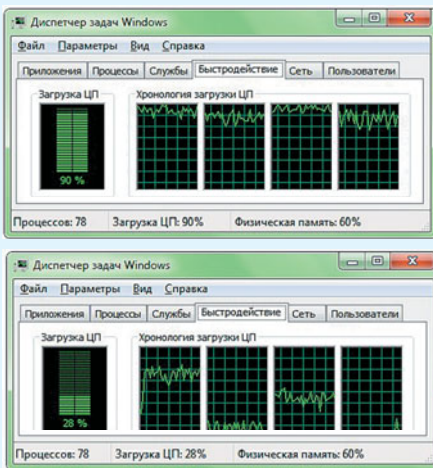 Диспетчер задач Windows
Файл Параметры Вид Справка
Приложения Процессы Службы Быстродействие Сеть Пользователи
Загрузка ЦП Хронология загрузки ЦП
90 %
Процессов: 78 Загрузка ЦП: 90% Физическая память: 60%
Диспетчер задач Windows
Файл Параметры Вид Справка
Приложения Процессы Службы Быстродействие Сеть Пользователи
Загрузка ЦП Хронология загрузки ЦП
28 %
Процессов: 78 Загрузка ЦП: 28% Физическая память: 60%